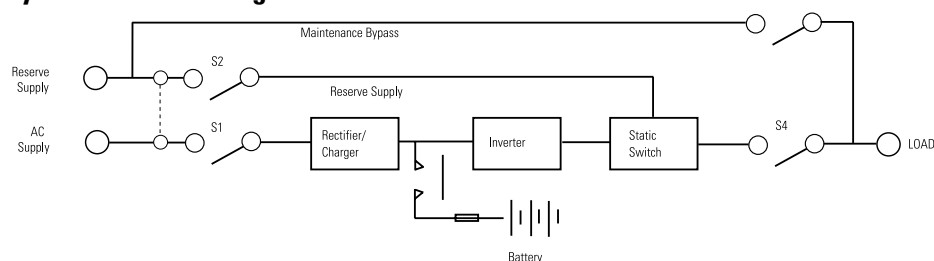 Maintenance Bypass
Reserve
Supply
S2
Reserve Supply
AC
Supply
S1
Rectifier/
Charger
Inverter
Static
Switch
S4
LOAD
Battery